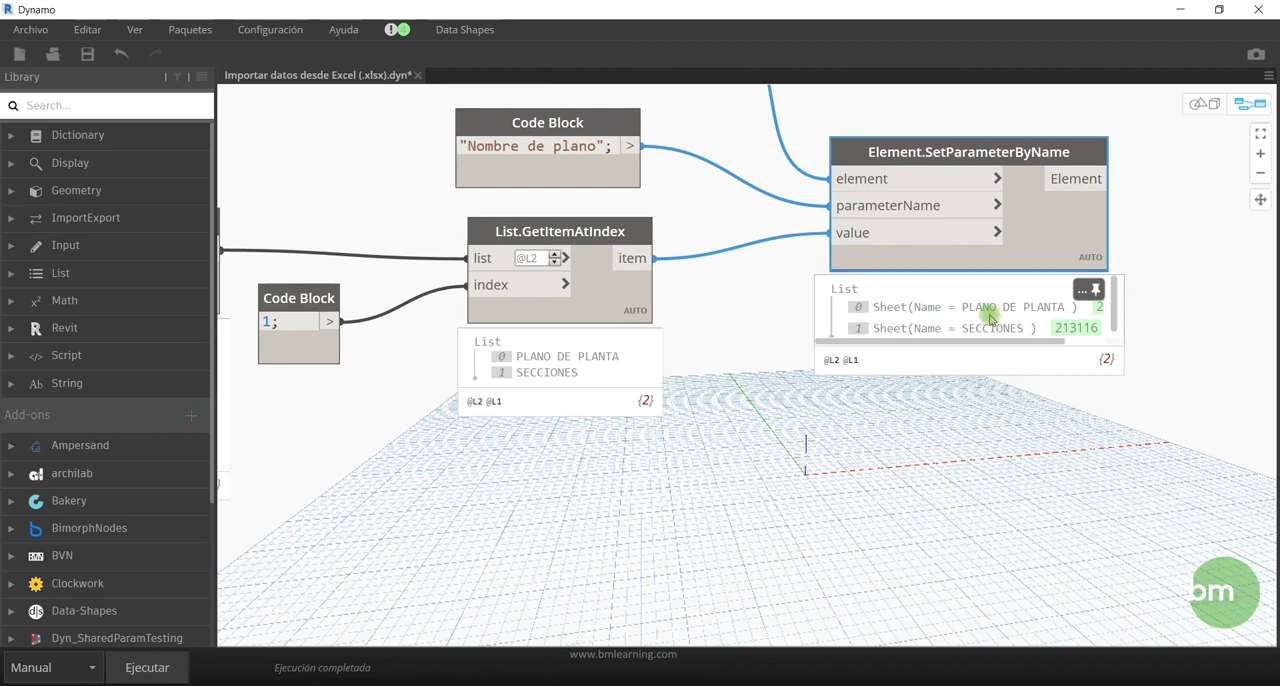 Dynamo
Archivo Editar Ver Paquetes Configuración Ayuda ! Data Shapes
Library
Importar datos desde Excel (.xlsx).dyn*
Search...
Dictionary
Display
Geometry
ImportExport
Input
List
Math
Revit
Script
String
Add-ons
Ampersand
archilab
Bakery
BimorphNodes
BVN
Clockwork
Data-Shapes
Dyn_SharedParamTesting
Code Block
"Nombre de plano"; >
List.GetItemAtIndex
list @L2 > item
index >
AUTO
List
0 PLANO DE PLANTA
1 SECCIONES
@L2 @L1 {2}
Code Block
1; >
Element.SetParameterByName
element > Element
parameterName >
value >
AUTO
List
0 Sheet(Name = PLANO DE PLANTA ) 2
1 Sheet(Name = SECCIONES ) 213116
@L2 @L1 {2}
bm
Manual Ejecutar Ejecución completada
www.bmlearning.com